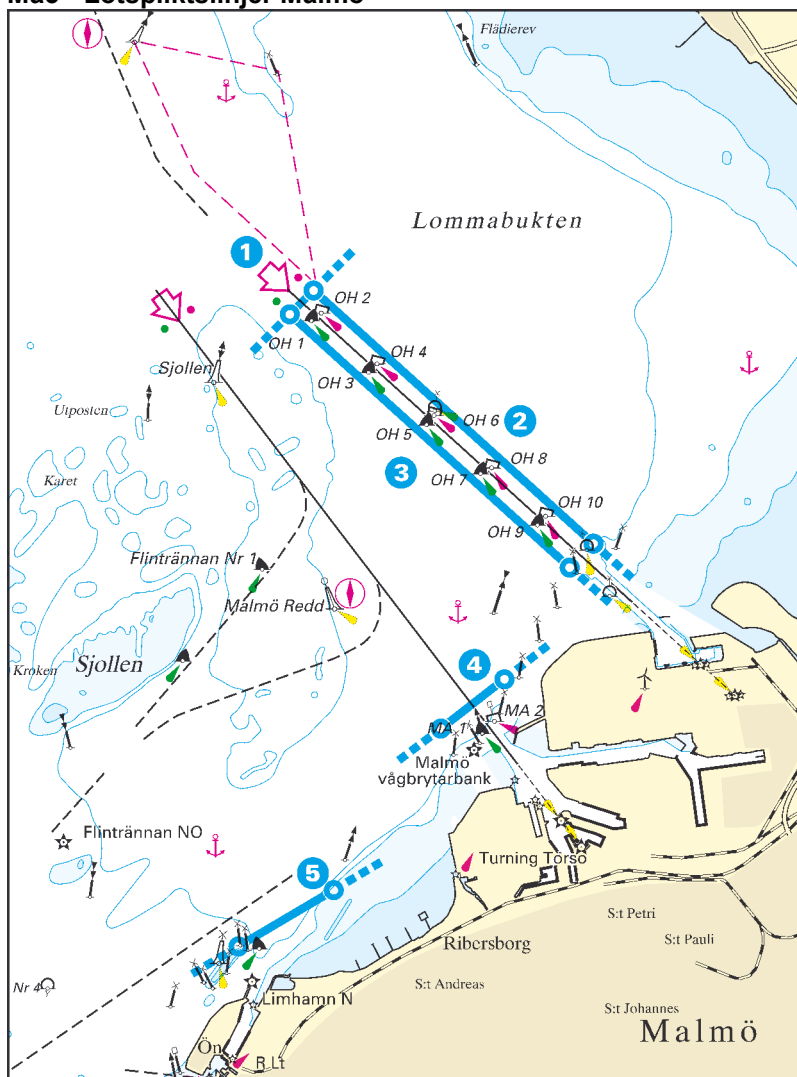 Flädierev
Lommabukten
1
OH 2
OH 1
OH 4
Sjollen
OH 3
Utposten
OH 6
2
OH 5
3
OH 8
Karet
OH 7
OH 10
OH 9
Flintrännan Nr 1
Malmö Redd
Sjollen
Kroken
4
MA 2
MA 1
Malmö
vågbrytarbank
Flintrännan NO
Turning Torso
5
S:t Petri
S:t Pauli
Ribersborg
S:t Andreas
Nr 4
Limhamn N
S:t Johannes
Malmö
Ön
R Lt